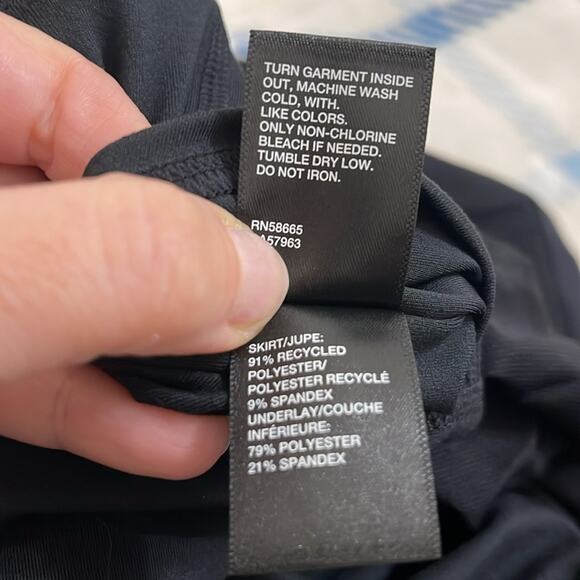 TURN GARMENT INSIDE
OUT, MACHINE WASH
COLD, WITH.
LIKE COLORS.
ONLY NON-CHLORINE
BLEACH IF NEEDED.
TUMBLE DRY LOW.
DO NOT IRON.
RN58665
A57963
SKIRT/JUPE:
91% RECYCLED
POLYESTER/
POLYESTER RECYCLÉ
9% SPANDEX
UNDERLAY/COUCHE
INFÉRIEURE:
79% POLYESTER
21% SPANDEX